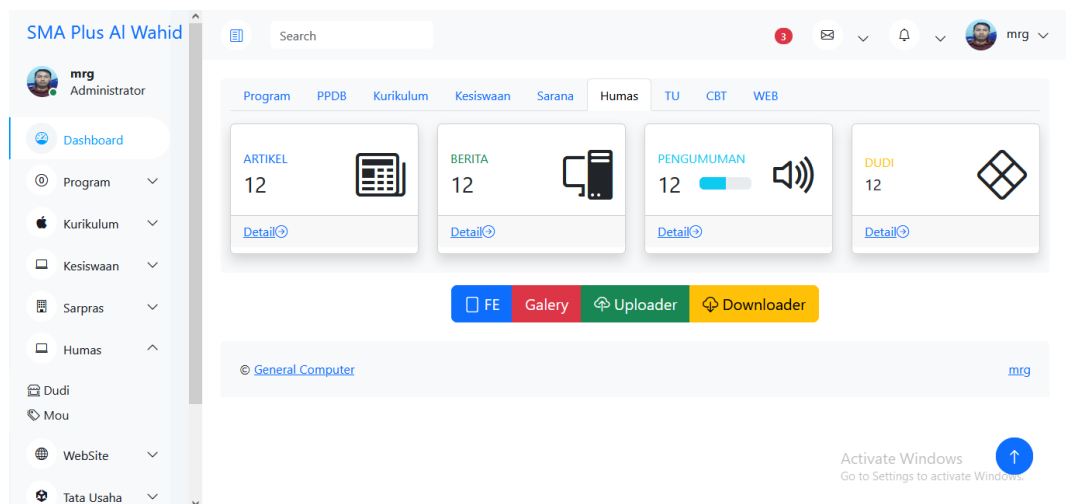 SMA Plus Al Wahid
mrg
Administrator
Dashboard
Program
Kurikulum
Kesiswaan
Sarpras
Humas
Dudi
Mou
WebSite
Tata Usaha
Search
3
mrg
Program PPDB Kurikulum Kesiswaan Sarana Humas TU CBT WEB
ARTIKEL
12
Detail
BERITA
12
Detail
PENGUMUMAN
12
Detail
DUDI
12
Detail
FE Galery Uploader Downloader
© General Computer
mrg
Activate Windows
Go to Settings to activate Windows.